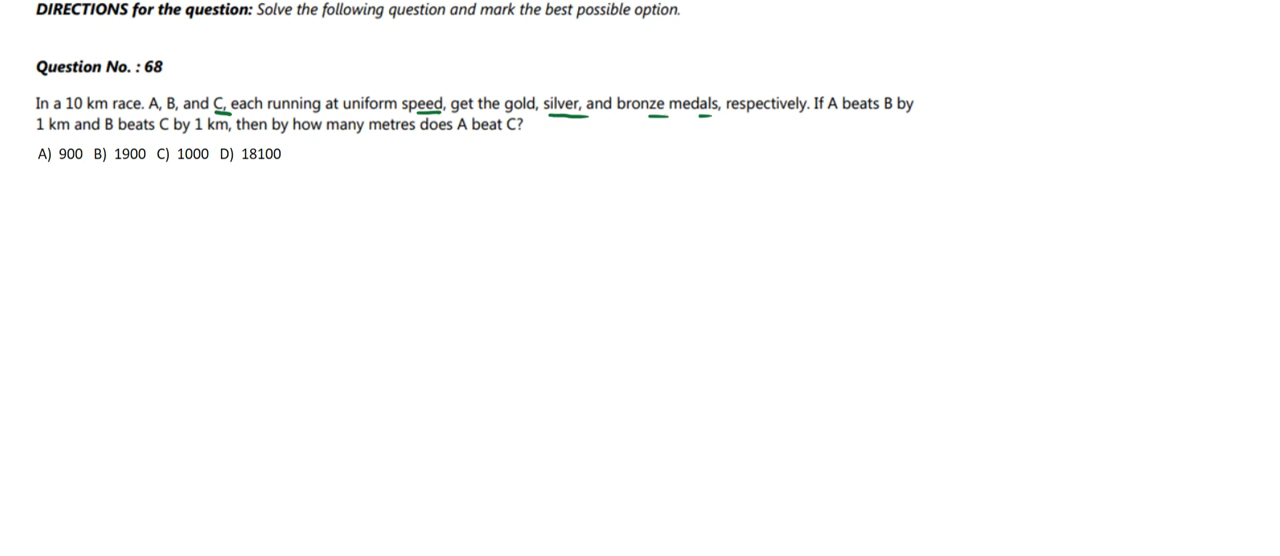 DIRECTIONS for the question: Solve the following question and mark the best possible option.
Question No. : 68
In a 10 km race. A, B, and C, each running at uniform speed, get the gold, silver, and bronze medals, respectively. If A beats B by
1 km and B beats C by 1 km, then by how many metres does A beat C?
A) 900 B) 1900 C) 1000 D) 18100